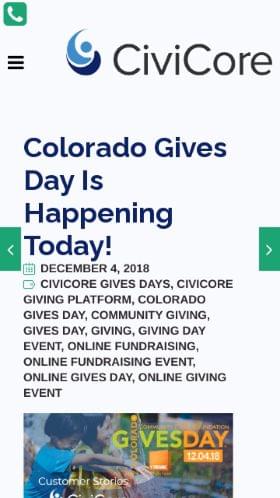 CiviCore
Colorado Gives
Day Is
Happening
Today!
DECEMBER 4, 2018
CIVICORE GIVES DAYS, CIVICORE
GIVING PLATFORM, COLORADO
GIVES DAY, COMMUNITY GIVING,
GIVES DAY, GIVING, GIVING DAY
EVENT, ONLINE FUNDRAISING,
ONLINE FUNDRAISING EVENT,
ONLINE GIVES DAY, ONLINE GIVING
EVENT
COLORADO
GIVESDAY
12.04.18
Customer Stories
CiviCore